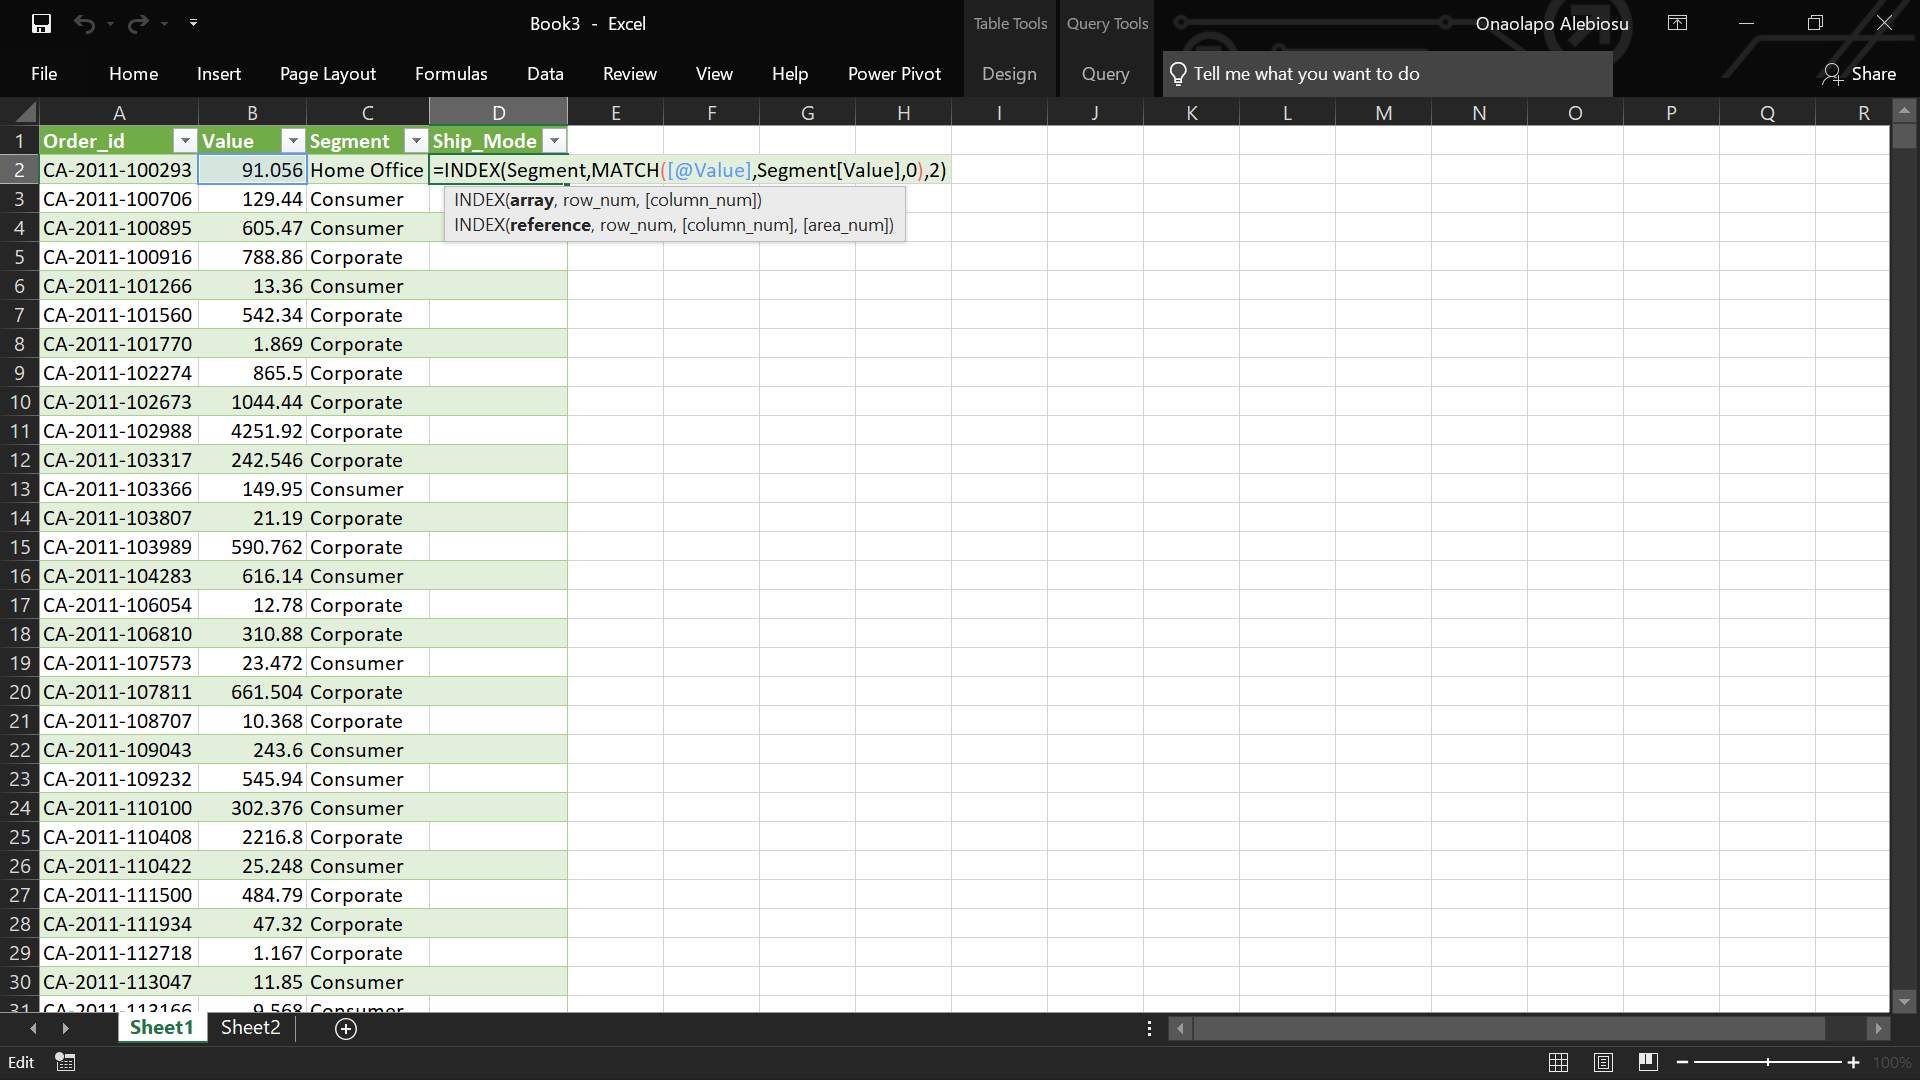 Book3 - Excel
Table Tools
Query Tools
Onaolapo Alebiosu
File Home Insert Page Layout Formulas Data Review View Help Power Pivot Design Query Tell me what you want to do Share
A B C D E F G H I J K L M N O P Q R
1 Order_id Value Segment Ship_Mode
2 CA-2011-100293 91.056 Home Office =INDEX(Segment,MATCH([@Value],Segment[Value],0),2)
3 CA-2011-100706 129.44 Consumer INDEX(array, row_num, [column_num])
4 CA-2011-100895 605.47 Consumer INDEX(reference, row_num, [column_num], [area_num])
5 CA-2011-100916 788.86 Corporate
6 CA-2011-101266 13.36 Consumer
7 CA-2011-101560 542.34 Corporate
8 CA-2011-101770 1.869 Corporate
9 CA-2011-102274 865.5 Corporate
10 CA-2011-102673 1044.44 Corporate
11 CA-2011-102988 4251.92 Corporate
12 CA-2011-103317 242.546 Corporate
13 CA-2011-103366 149.95 Consumer
14 CA-2011-103807 21.19 Corporate
15 CA-2011-103989 590.762 Corporate
16 CA-2011-104283 616.14 Consumer
17 CA-2011-106054 12.78 Corporate
18 CA-2011-106810 310.88 Corporate
19 CA-2011-107573 23.472 Consumer
20 CA-2011-107811 661.504 Corporate
21 CA-2011-108707 10.368 Corporate
22 CA-2011-109043 243.6 Consumer
23 CA-2011-109232 545.94 Consumer
24 CA-2011-110100 302.376 Consumer
25 CA-2011-110408 2216.8 Corporate
26 CA-2011-110422 25.248 Consumer
27 CA-2011-111500 484.79 Corporate
28 CA-2011-111934 47.32 Corporate
29 CA-2011-112718 1.167 Corporate
30 CA-2011-113047 11.85 Consumer
31 CA-2011-113166 9.568 Consumer
Sheet1 Sheet2
Edit 100%